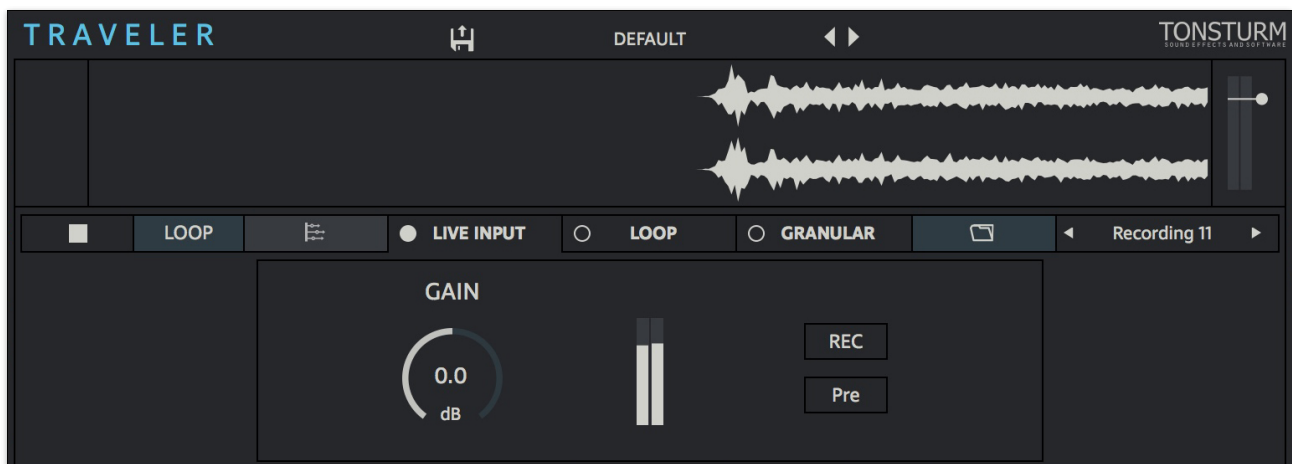 TRAVELER
DEFAULT
TONSTURM
SOUND EFFECTS AND SOFTWARE
LOOP
LIVE INPUT
LOOP
GRANULAR
Recording 11
GAIN
0.0
dB
REC
Pre